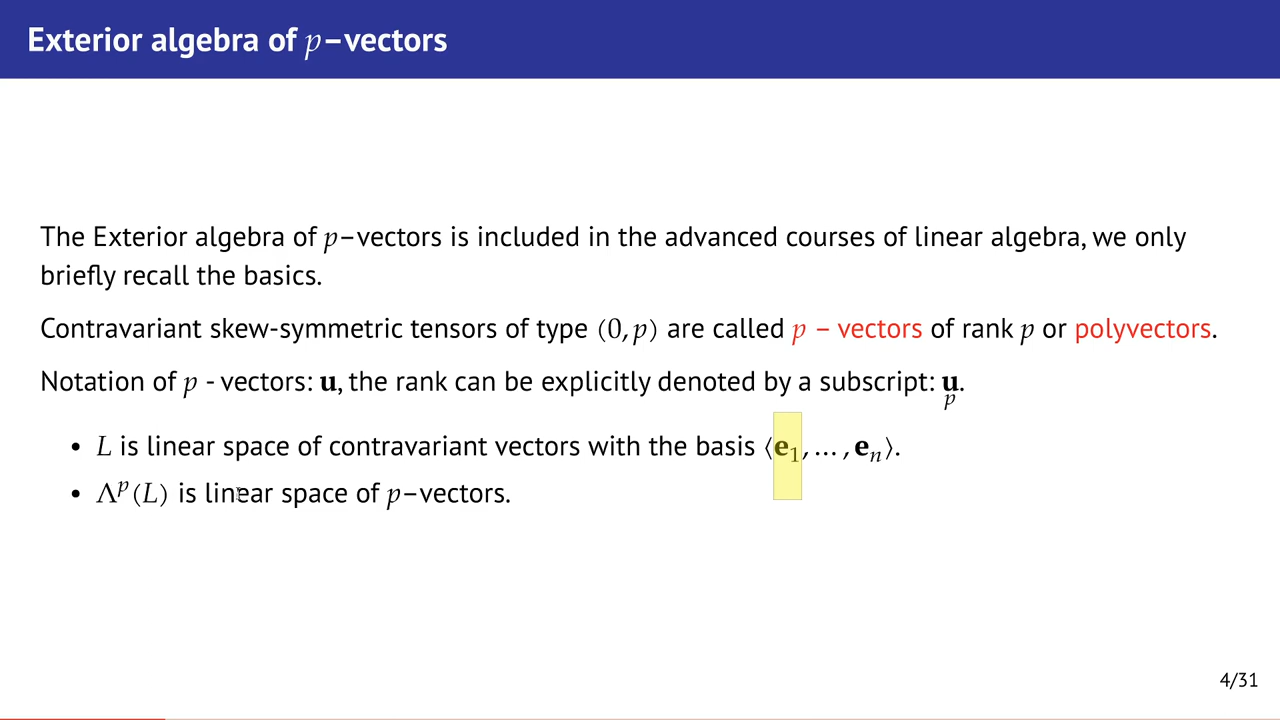 Exterior algebra of p–vectors
The Exterior algebra of p–vectors is included in the advanced courses of linear algebra, we only
briefly recall the basics.
Contravariant skew-symmetric tensors of type (0, p) are called p – vectors of rank p or polyvectors.
Notation of p - vectors: u, the rank can be explicitly denoted by a subscript: u.
p
• L is linear space of contravariant vectors with the basis ⟨e₁, … , eₙ⟩.
• Λᵖ(L) is linear space of p–vectors.
4/31